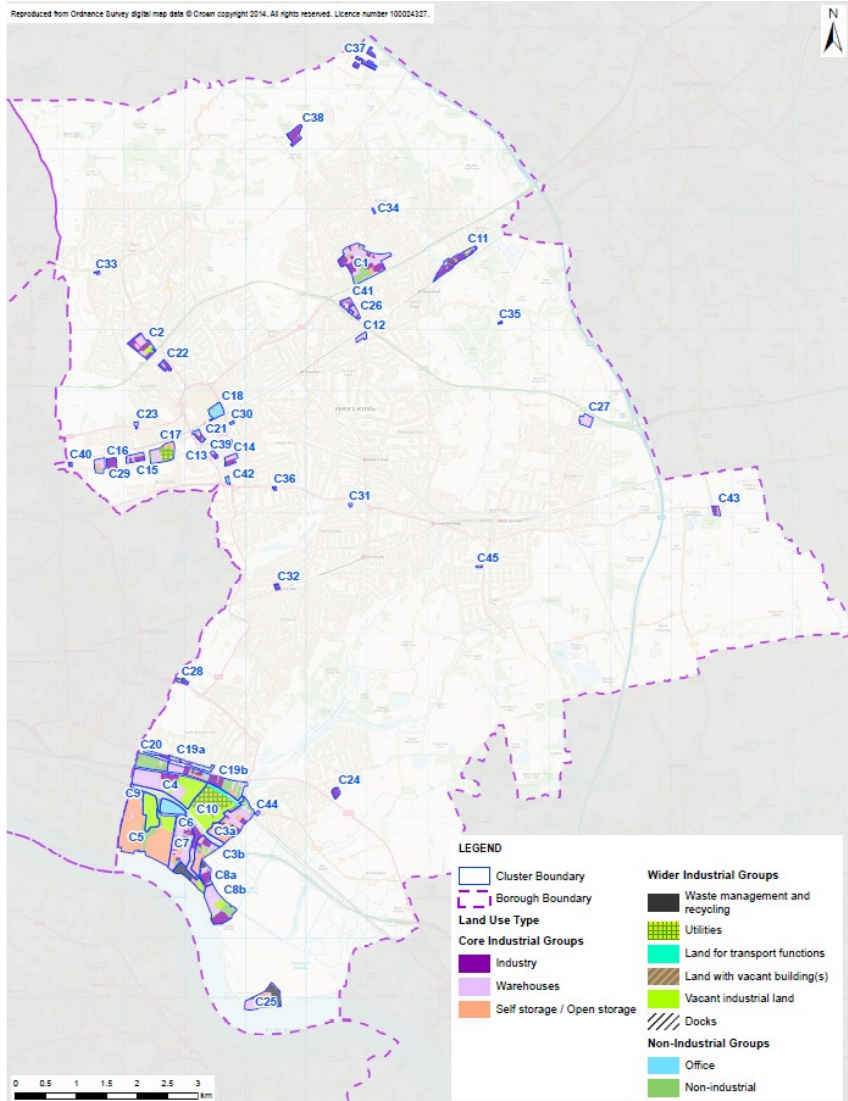 Reproduced from Ordnance Survey digital map data © Crown copyright 2014. All rights reserved. Licence number 100024327.
N
C37
C38
C34
C11
C1
C33
C41
C26
C35
C12
C2
C22
C18
C27
C23
C30
C17
C21
C40
C16
C39
C14
C13
C15
C29
C42
C36
C31
C43
HAVERING
C45
C32
C28
C20
C19a
C19b
C4
C24
C9
C10
C44
C6
C3a
C5
C7
C3b
C8a
C8b
C25
LEGEND
Cluster Boundary
Borough Boundary
Land Use Type
Core Industrial Groups
Industry
Warehouses
Self storage / Open storage
Wider Industrial Groups
Waste management and
recycling
Utilities
Land for transport functions
Land with vacant building(s)
Vacant industrial land
Docks
Non-Industrial Groups
Office
Non-industrial
0 0.5 1 1.5 2 2.5 3
km